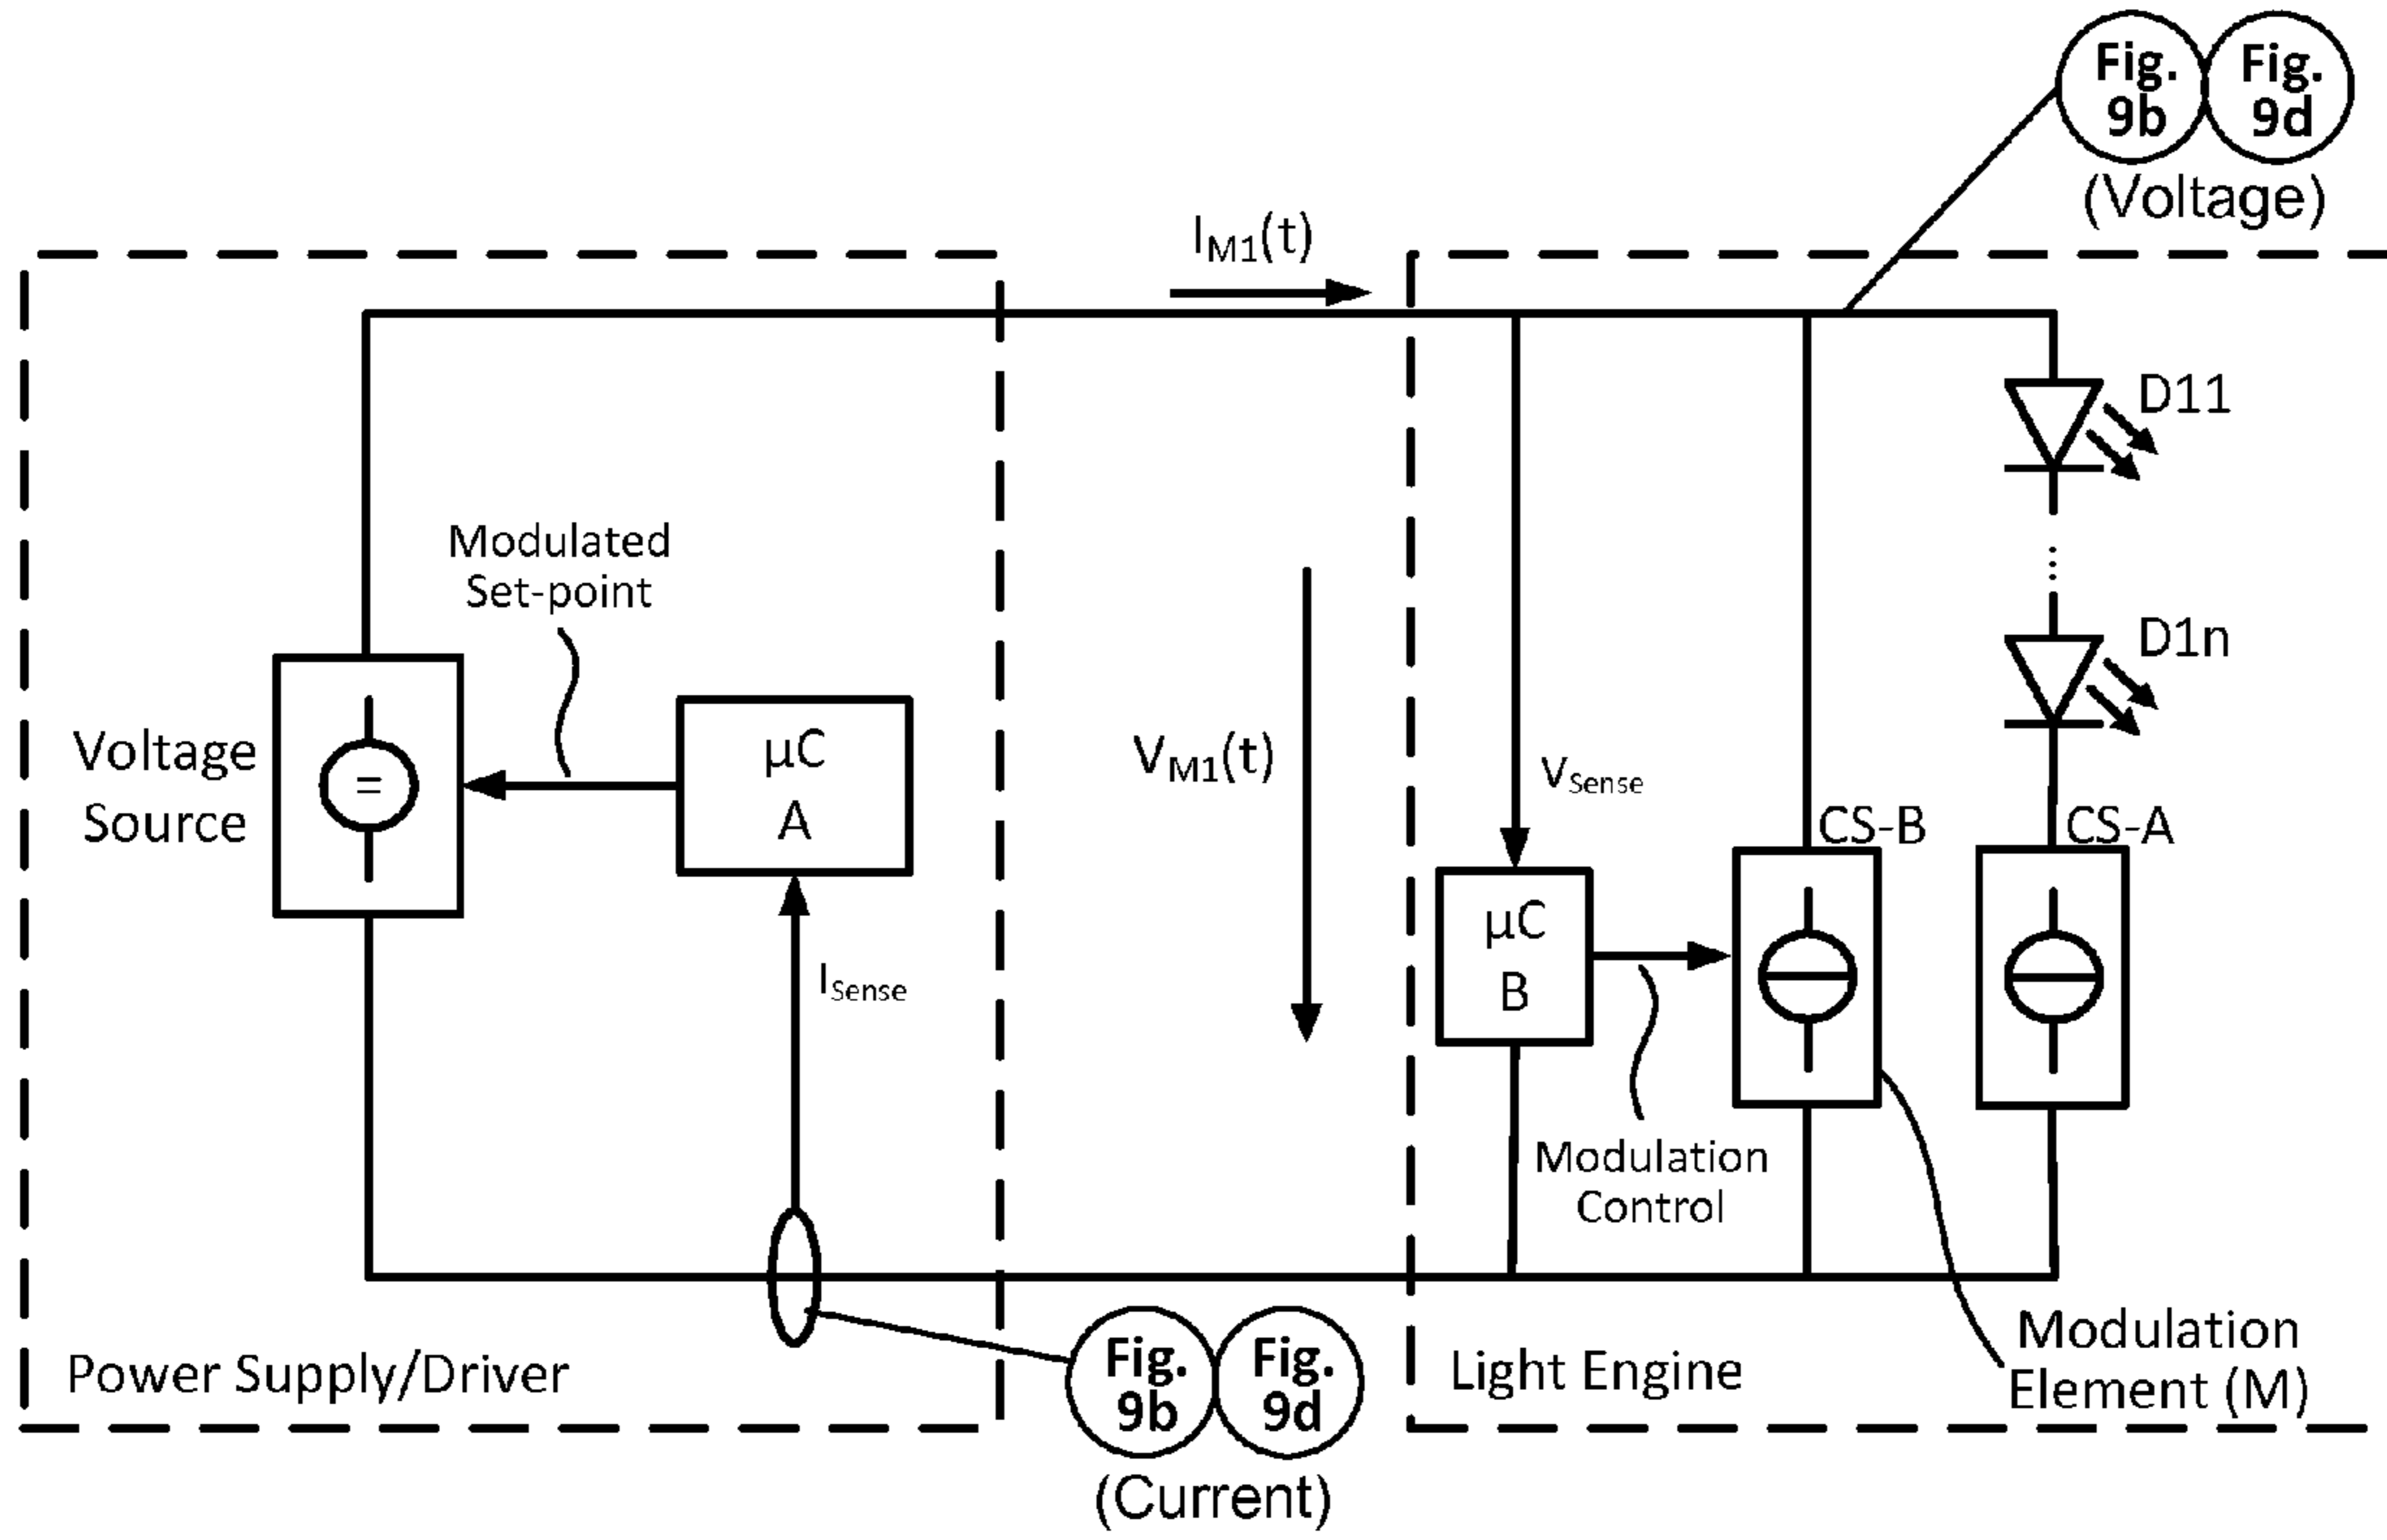 Fig. 9b
Fig. 9d
(Voltage)
IM1(t)
D11
Modulated
Set-point
D1n
Voltage
Source
=
µC
A
VM1(t)
VSense
CS-B
CS-A
µC
B
ISense
Modulation
Control
Power Supply/Driver
Fig. 9b
Fig. 9d
(Current)
Light Engine
Modulation
Element (M)